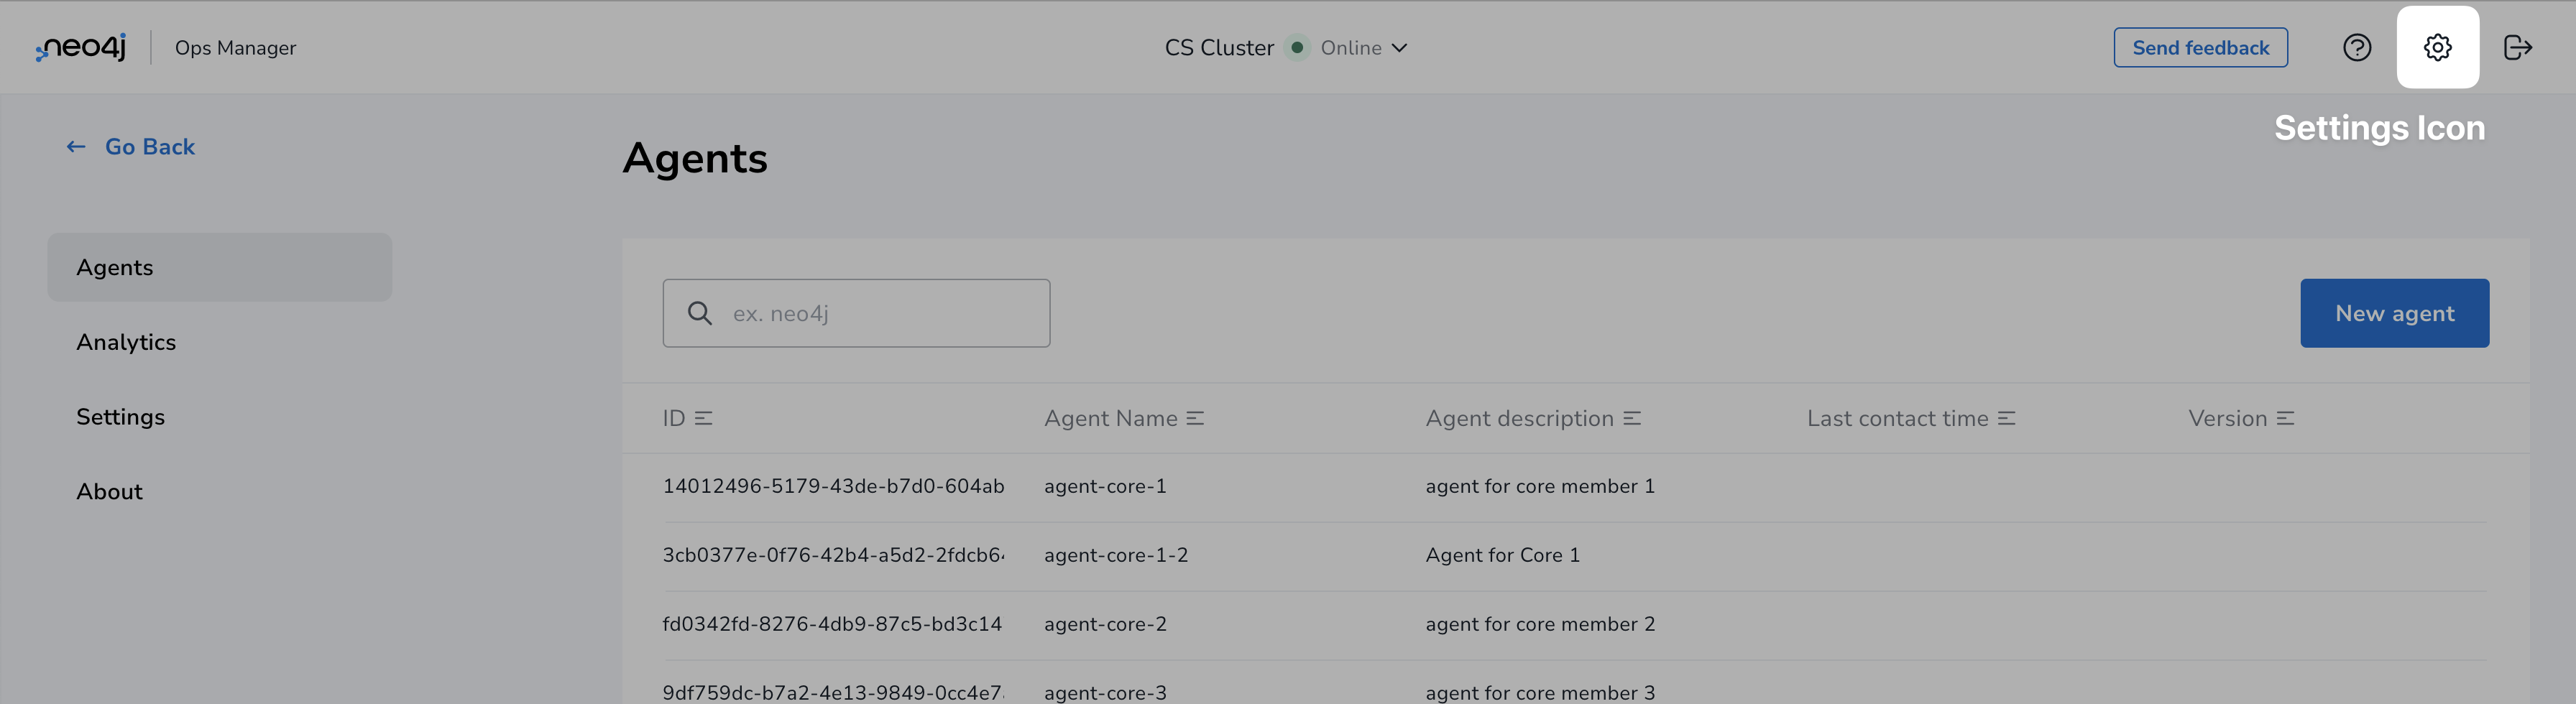 neo4j Ops Manager CS Cluster Online Send feedback
Settings Icon
Go Back
Agents
Agents
Analytics
Settings
About
ex. neo4j New agent
ID Agent Name Agent description Last contact time Version
14012496-5179-43de-b7d0-604ab agent-core-1 agent for core member 1
3cb0377e-0f76-42b4-a5d2-2fdcb6 agent-core-1-2 Agent for Core 1
fd0342fd-8276-4db9-87c5-bd3c14 agent-core-2 agent for core member 2
9df759dc-b7a2-4e13-9849-0cc4e7 agent-core-3 agent for core member 3